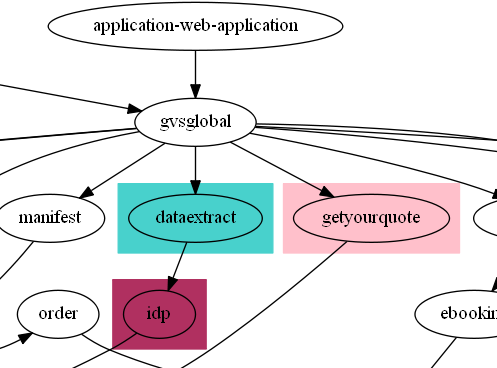 application-web-application
gvsglobal
manifest
dataextract
getyourquote
order
idp